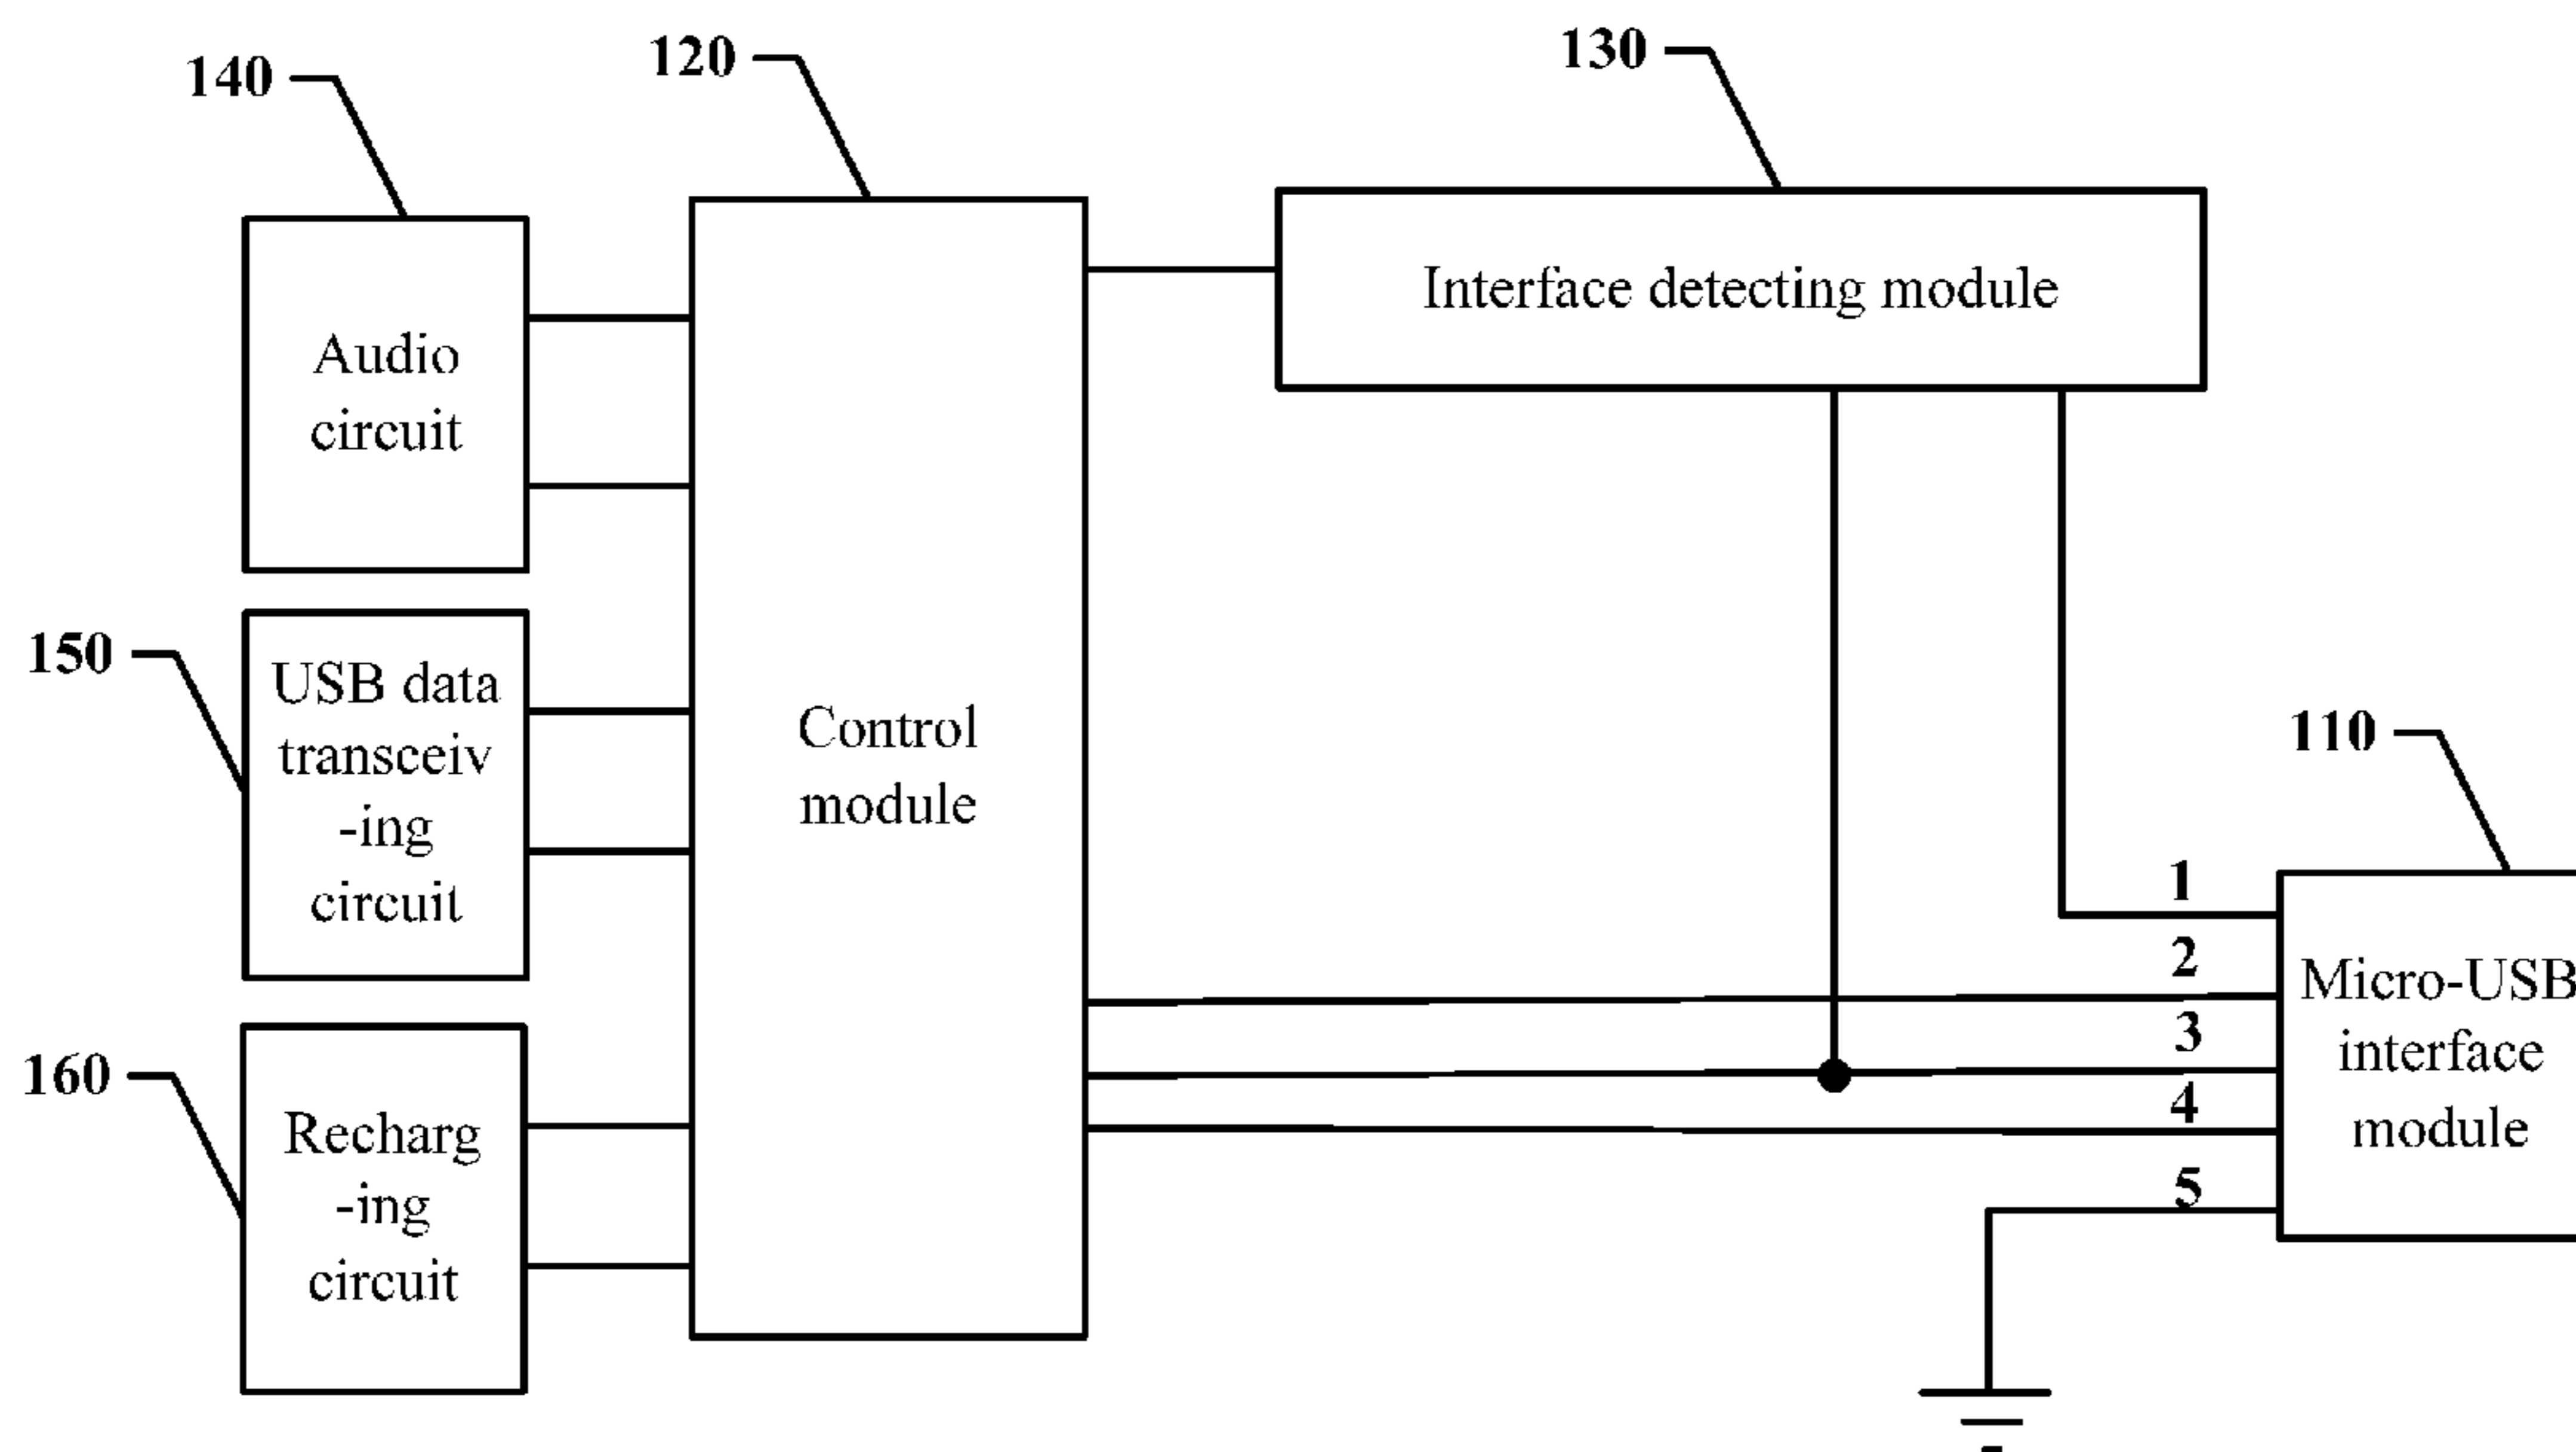 140
120
130
Audio
circuit
Interface detecting module
150
USB data
transceiv
-ing
circuit
Control
module
110
160
Recharg
-ing
circuit
1
2
3
4
5
Micro-USB
interface
module